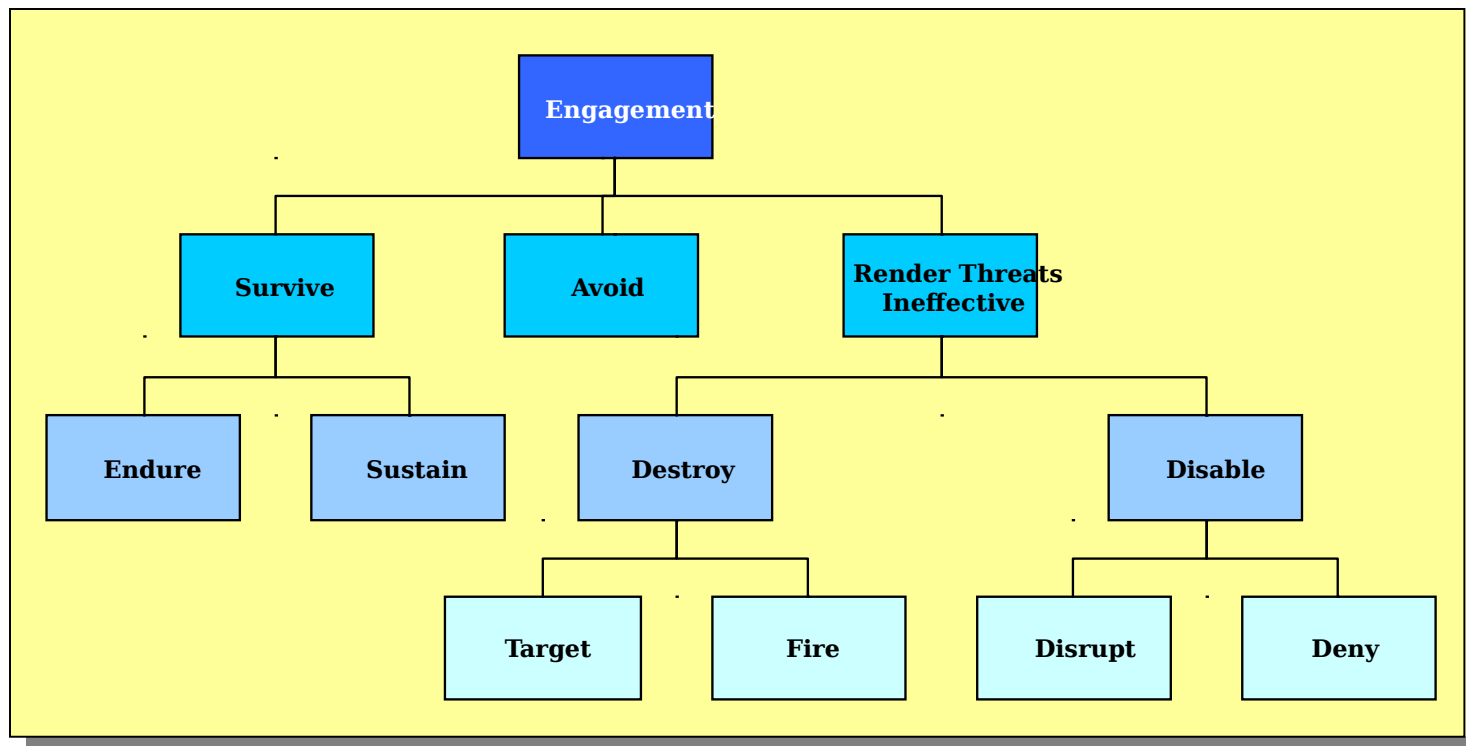 Engagement
Survive
Avoid
Render Threats
Ineffective
Endure
Sustain
Destroy
Disable
Target
Fire
Disrupt
Deny